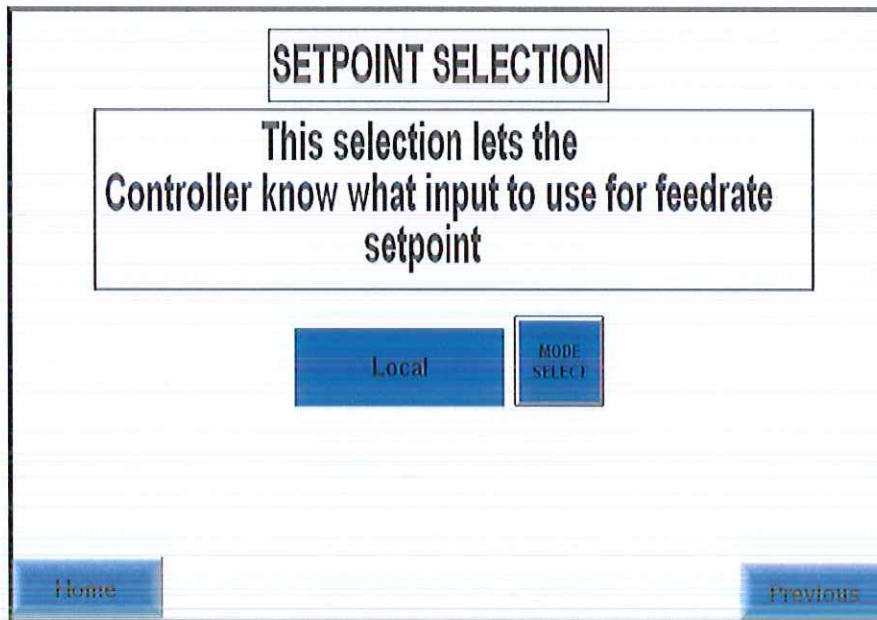 SETPOINT SELECTION
This selection lets the
Controller know what input to use for feedrate
setpoint
Local
MODE
SELECT
Home
Previous